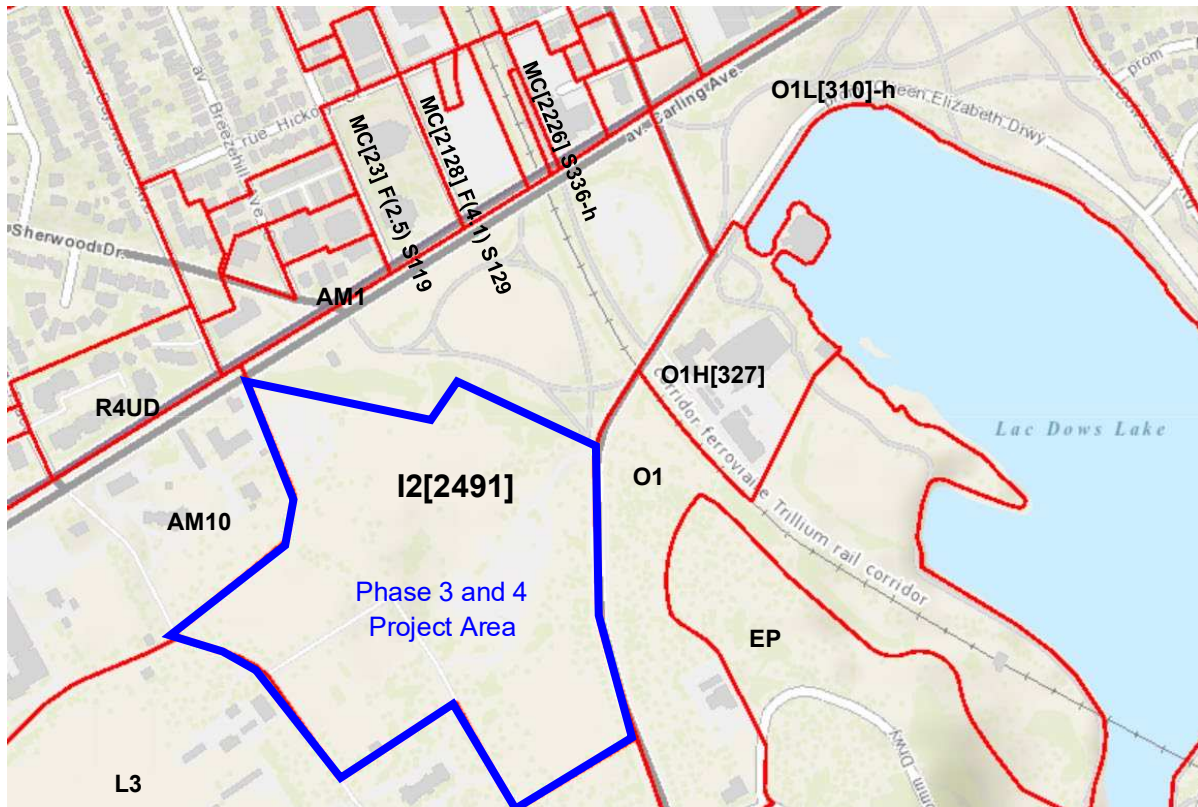 O1L[310]-h
Queen Elizabeth Drwy
prom
av Breezehill Ave.
rue Hickory St.
MC[23] F(2.5) S119
MC[2128] F(4.1) S129
MC[2226] S336-h
av. Carling Ave.
Sherwood Dr.
AM1
R4UD
O1H[327]
Lac Dows Lake
I2[2491]
O1
AM10
corridor ferroviaire Trillium rail corridor
Phase 3 and 4
Project Area
EP
L3